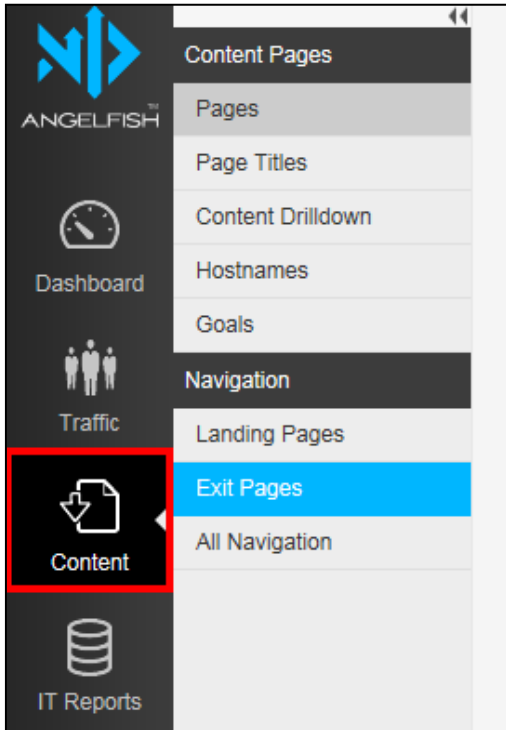 ANGELFISH™
Dashboard
Traffic
Content
IT Reports
Content Pages
Pages
Page Titles
Content Drilldown
Hostnames
Goals
Navigation
Landing Pages
Exit Pages
All Navigation